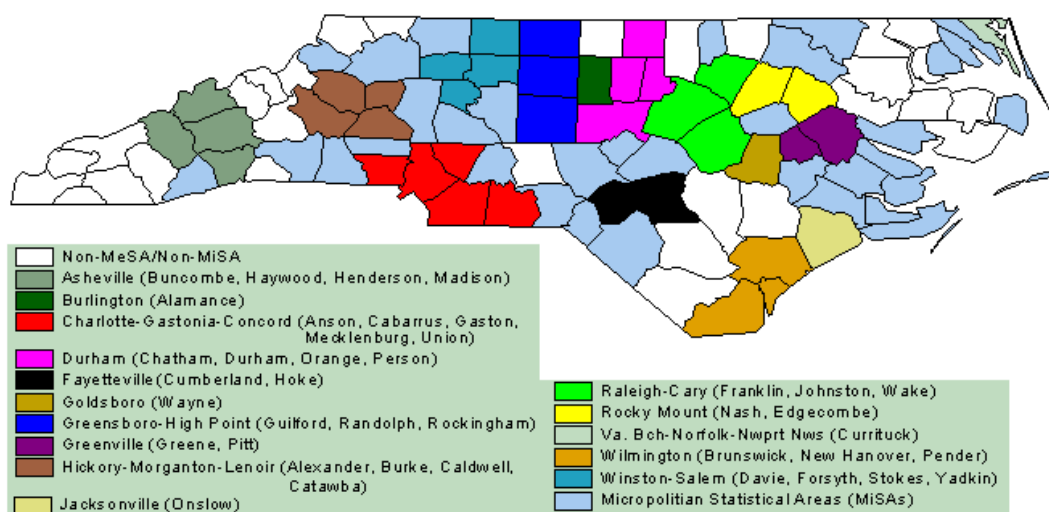 Non-MeSA/Non-MiSA
Asheville (Buncombe, Haywood, Henderson, Madison)
Burlington (Alamance)
Charlotte-Gastonia-Concord (Anson, Cabarrus, Gaston,
Mecklenburg, Union)
Durham (Chatham, Durham, Orange, Person)
Fayetteville (Cumberland, Hoke)
Goldsboro (Wayne)
Greensboro-High Point (Guilford, Randolph, Rockingham)
Greenville (Greene, Pitt)
Hickory-Morganton-Lenoir (Alexander, Burke, Caldwell,
Catawba)
Jacksonville (Onslow)
Raleigh-Cary (Franklin, Johnston, Wake)
Rocky Mount (Nash, Edgecombe)
Va. Bch-Norfolk-Nwprt Nws (Currituck)
Wilmington (Brunswick, New Hanover, Pender)
Winston-Salem (Davie, Forsyth, Stokes, Yadkin)
Micropolitian Statistical Areas (MiSAs)